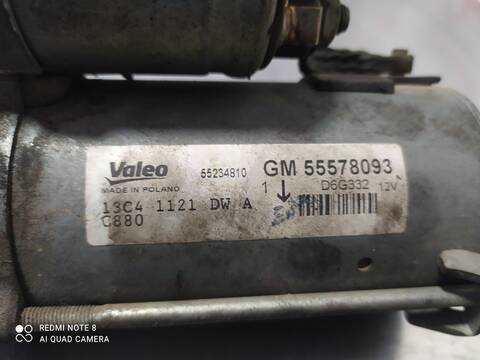 Valeo 55234810 GM 55578093
MADE IN POLAND 1 D6G332 12V
13C4 1121 DW A
C880
REDMI NOTE 8
AI QUAD CAMERA